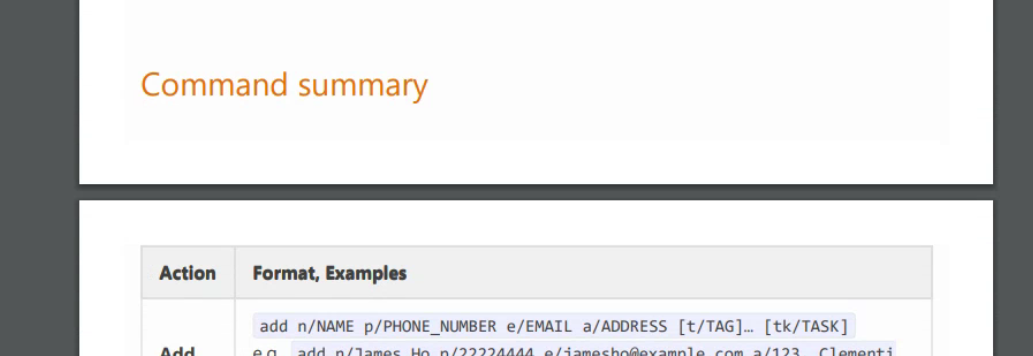 Command summary
Action Format, Examples
add n/NAME p/PHONE_NUMBER e/EMAIL a/ADDRESS [t/TAG]… [tk/TASK]
Add e.g. add n/James Ho p/22224444 e/jamesho@example.com a/123, Clementi